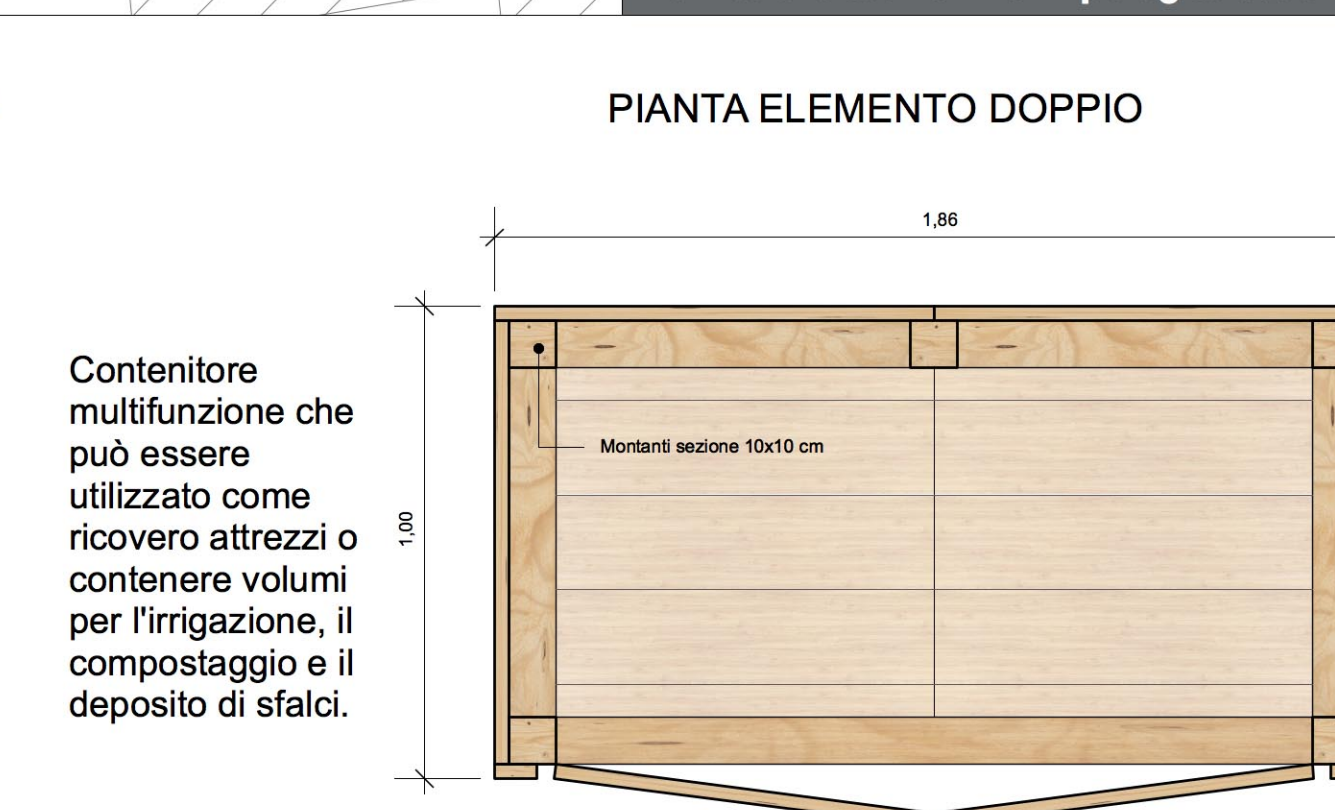 PIANTA ELEMENTO DOPPIO
1,86
Contenitore
multifunzione che
può essere
utilizzato come
ricovero attrezzi o
contenere volumi
per l'irrigazione, il
compostaggio e il
deposito di sfalci.
1,00
Montanti sezione 10x10 cm